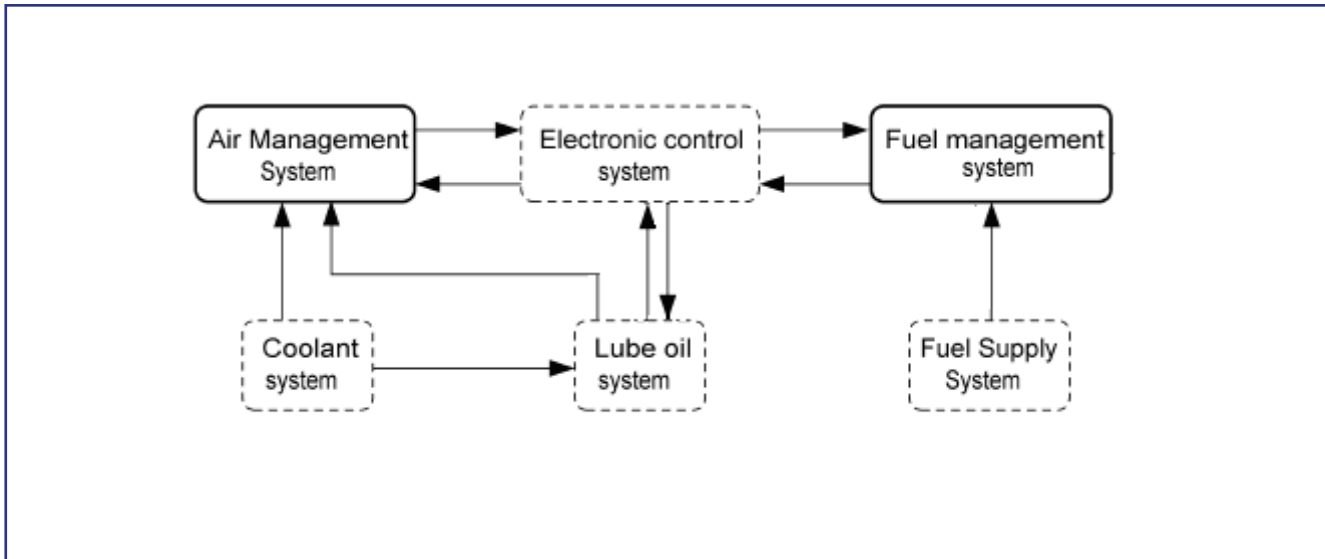 Air Management
System
Electronic control
system
Fuel management
system
Coolant
system
Lube oil
system
Fuel Supply
System